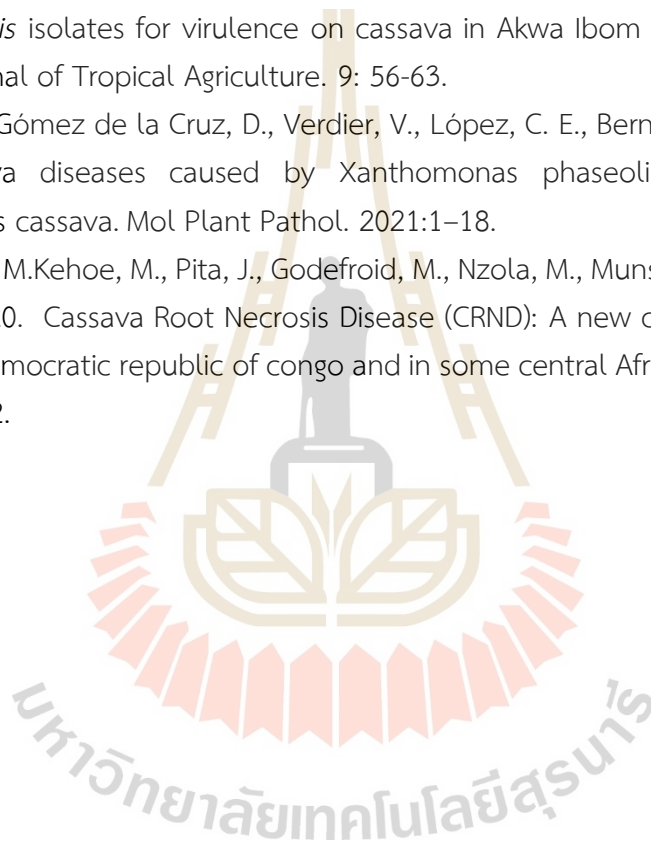 is isolates for virulence on cassava in Akwa Ibom
nal of Tropical Agriculture. 9: 56-63.
Gómez de la Cruz, D., Verdier, V., López, C. E., Bern
va diseases caused by Xanthomonas phaseoli
s cassava. Mol Plant Pathol. 2021:1–18.
M.Kehoe, M., Pita, J., Godefroid, M., Nzola, M., Muns
0. Cassava Root Necrosis Disease (CRND): A new c
mocratic republic of congo and in some central Afr
2.
มหาวิทยาลัยเทคโนโลยีสุรนารี